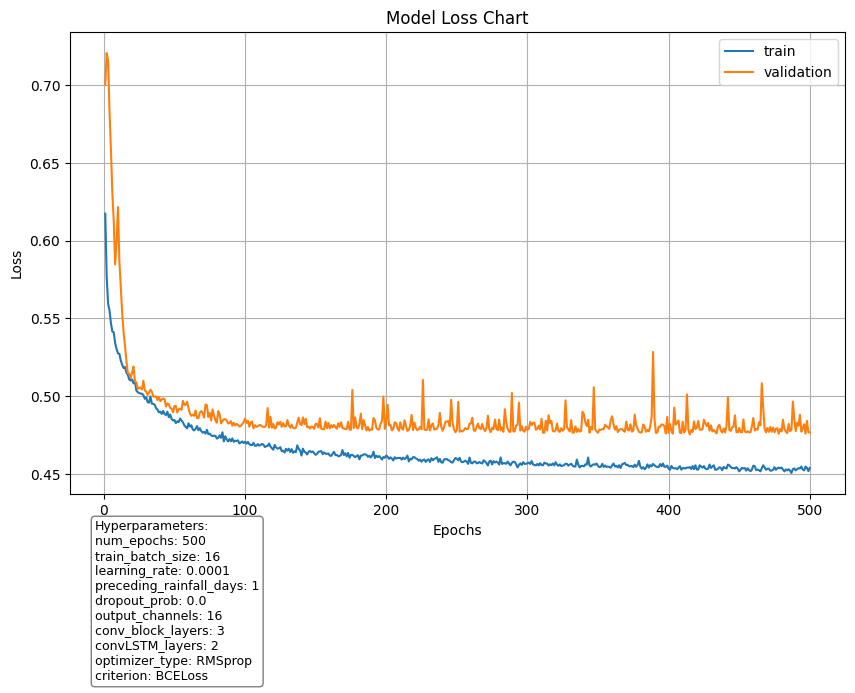 Model Loss Chart
train
validation
0.70
0.65
0.60
0.55
0.50
0.45
Loss
0 100 200 300 400 500
Epochs
Hyperparameters:
num_epochs: 500
train_batch_size: 16
learning_rate: 0.0001
preceding_rainfall_days: 1
dropout_prob: 0.0
output_channels: 16
conv_block_layers: 3
convLSTM_layers: 2
optimizer_type: RMSprop
criterion: BCELoss